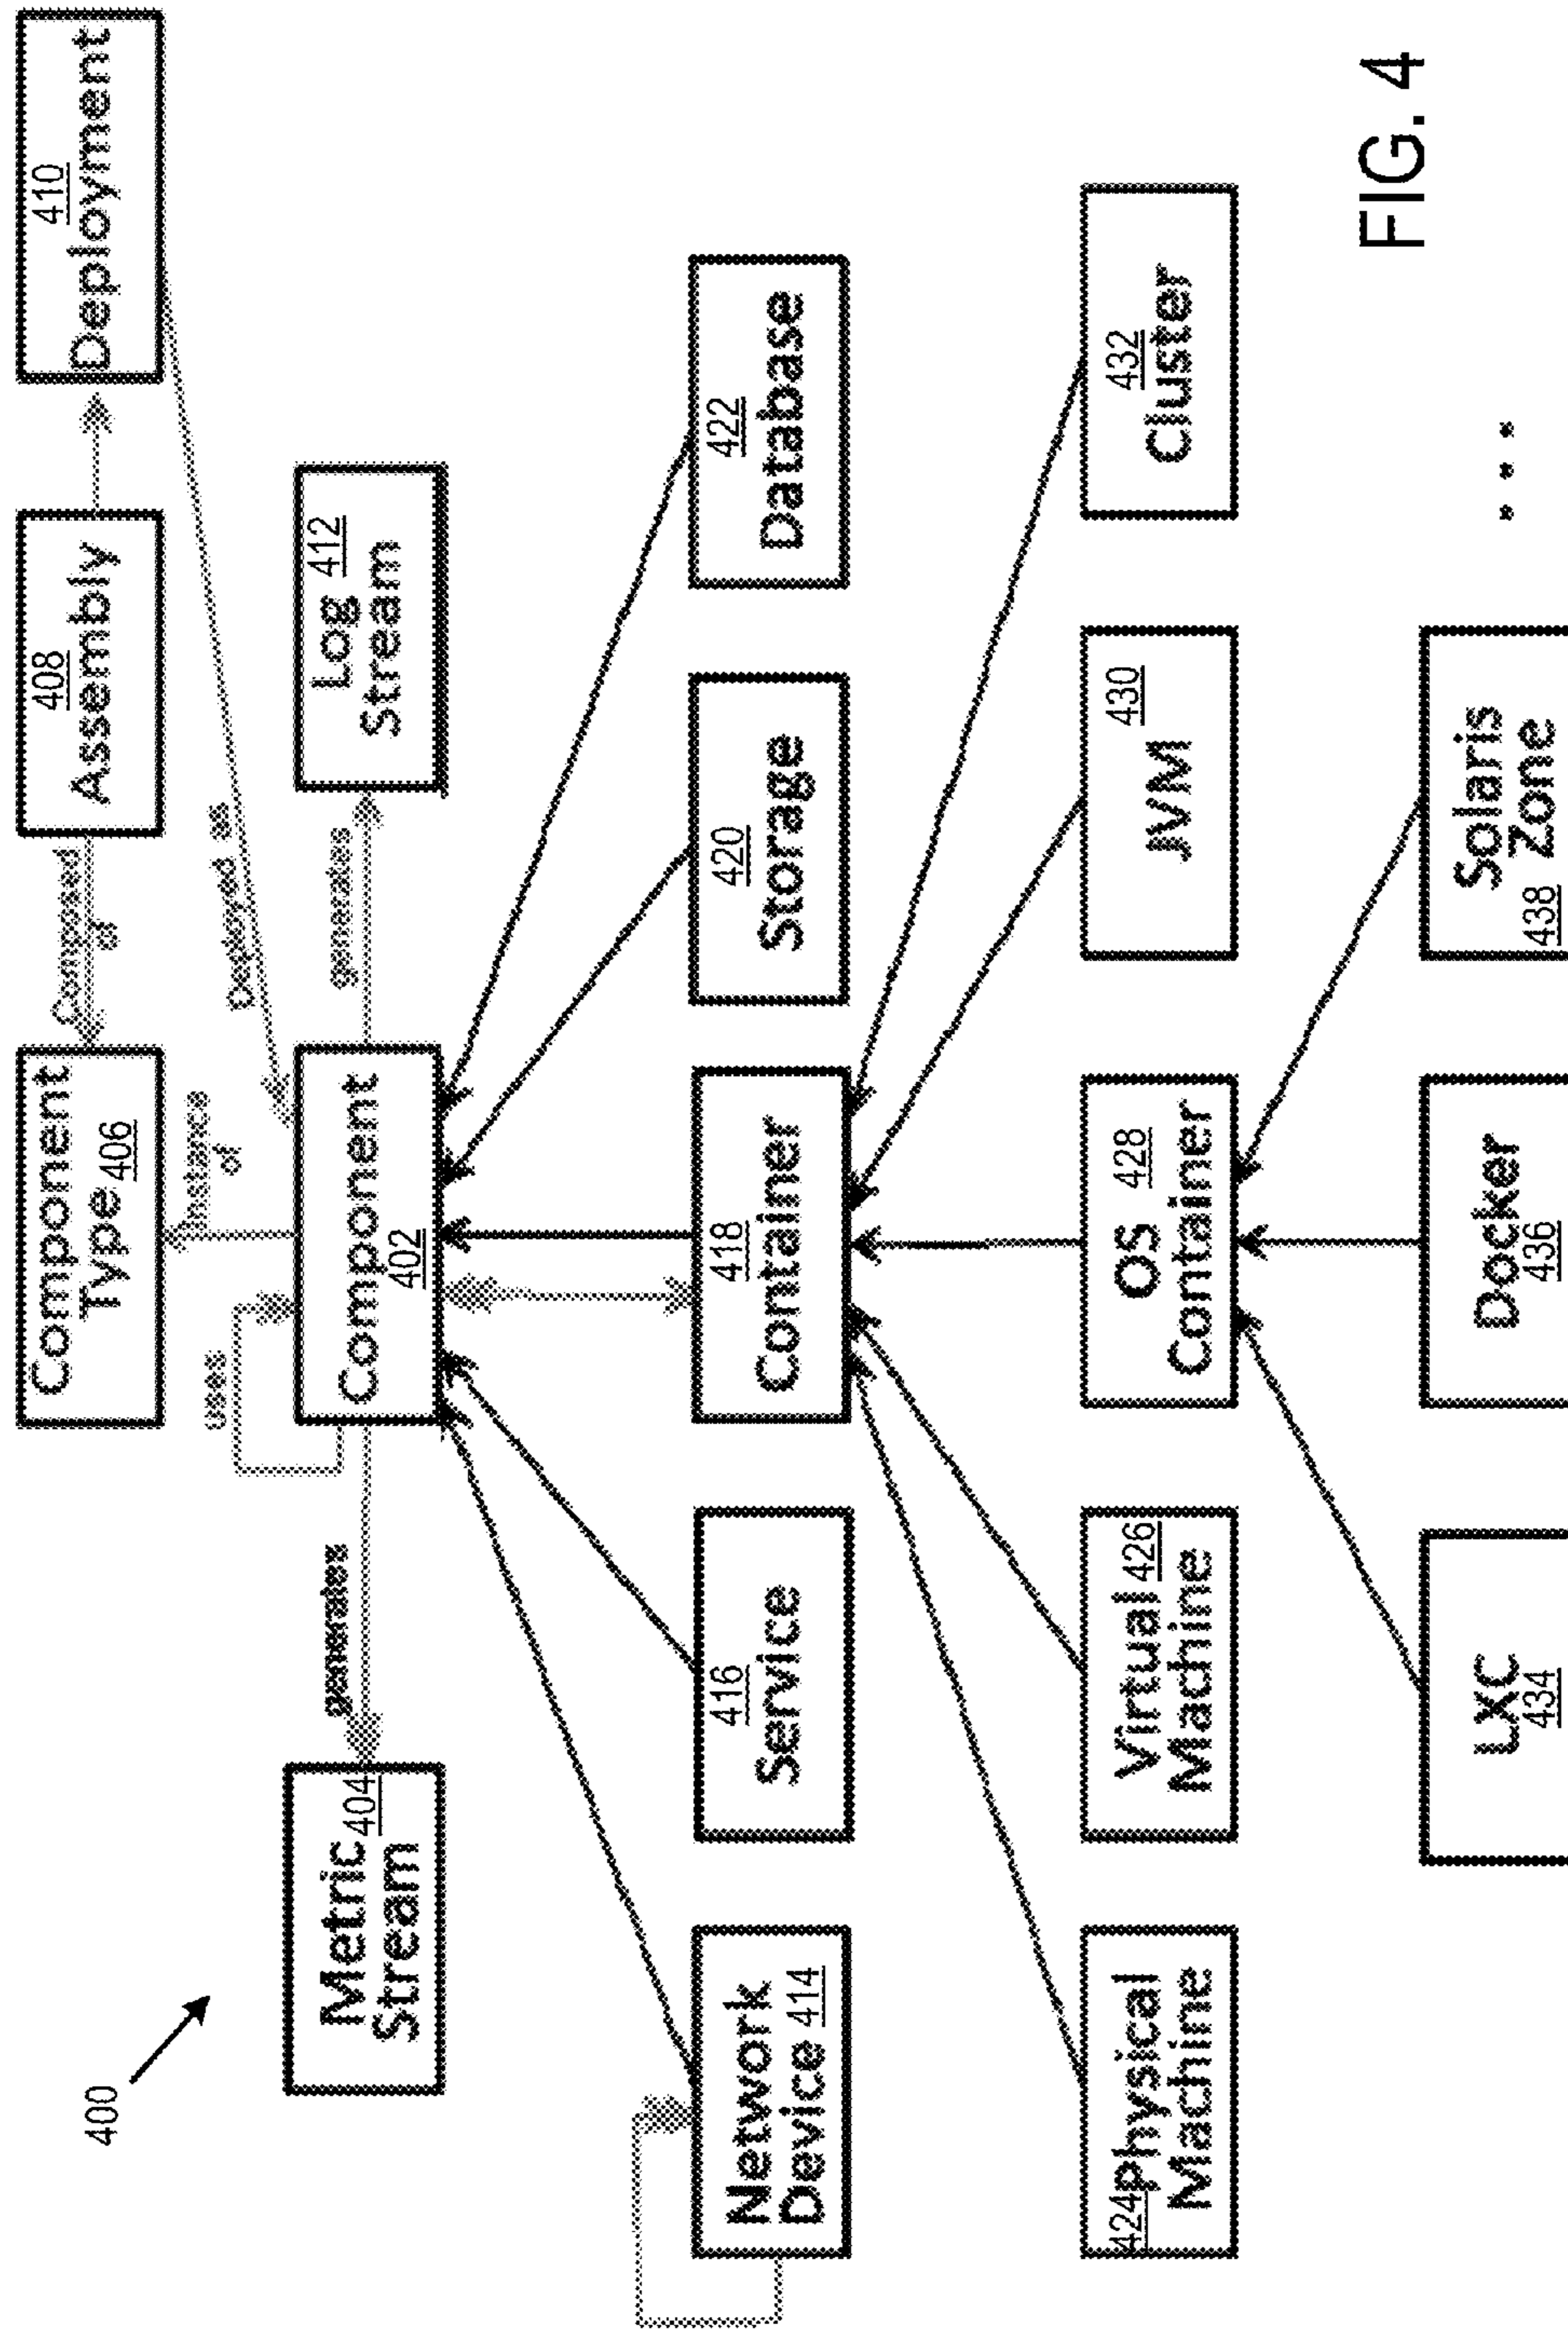 400
Component
Type 406
Composed
of
408
Assembly
410
Deployment
uses
Instance
of
Deployed as
Metric
404
Stream
generates
Component
402
generates
Log 412
Stream
Network
Device 414
416
Service
418
Container
420
Storage
422
Database
424 Physical
Machine
Virtual 426
Machine
OS 428
Container
430
JVM
432
Cluster
LXC
434
Docker
436
Solaris
438 Zone
...
FIG. 4